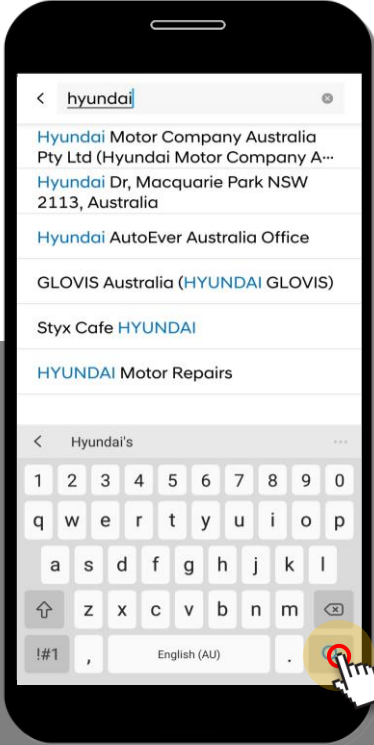 hyundai
Hyundai Motor Company Australia
Pty Ltd (Hyundai Motor Company A···
Hyundai Dr, Macquarie Park NSW
2113, Australia
Hyundai AutoEver Australia Office
GLOVIS Australia (HYUNDAI GLOVIS)
Styx Cafe HYUNDAI
HYUNDAI Motor Repairs
Hyundai's
1 2 3 4 5 6 7 8 9 0
q w e r t y u i o p
a s d f g h j k l
z x c v b n m
!#1 , English (AU) .